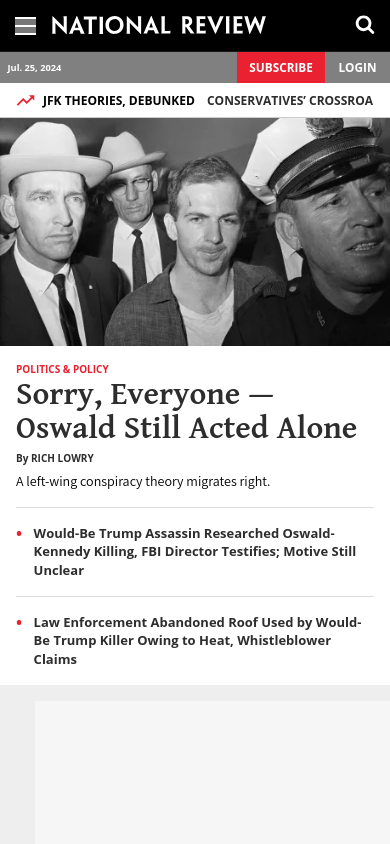 NATIONAL REVIEW
Jul. 25, 2024
SUBSCRIBE
LOGIN
JFK THEORIES, DEBUNKED
CONSERVATIVES' CROSSROA
POLITICS & POLICY
Sorry, Everyone —
Oswald Still Acted Alone
By RICH LOWRY
A left-wing conspiracy theory migrates right.
Would-Be Trump Assassin Researched Oswald-
Kennedy Killing, FBI Director Testifies; Motive Still
Unclear
Law Enforcement Abandoned Roof Used by Would-
Be Trump Killer Owing to Heat, Whistleblower
Claims